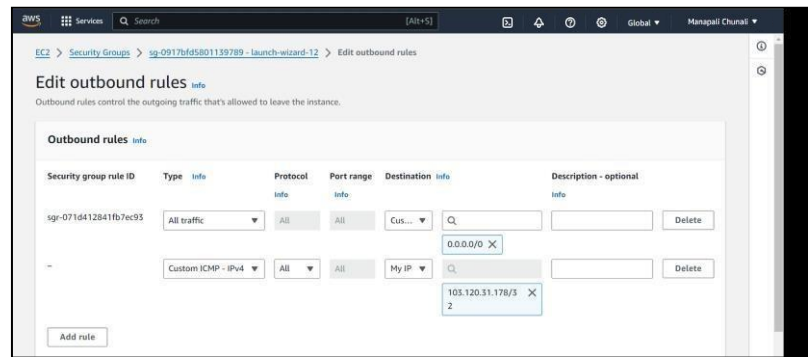 aws Services Search [Alt+S] Global Manapali Chunali
EC2 > Security Groups > sg-0917bfd5801139789 - launch-wizard-12 > Edit outbound rules
Edit outbound rules Info
Outbound rules control the outgoing traffic that's allowed to leave the instance.
Outbound rules Info
Security group rule ID Type Info Protocol Port range Destination Info Description - optional
Info Info Info
sgr-071d412841fb7ec93 All traffic All All Cus... Delete
0.0.0.0/0
– Custom ICMP - IPv4 All All My IP Delete
103.120.31.178/3
2
Add rule